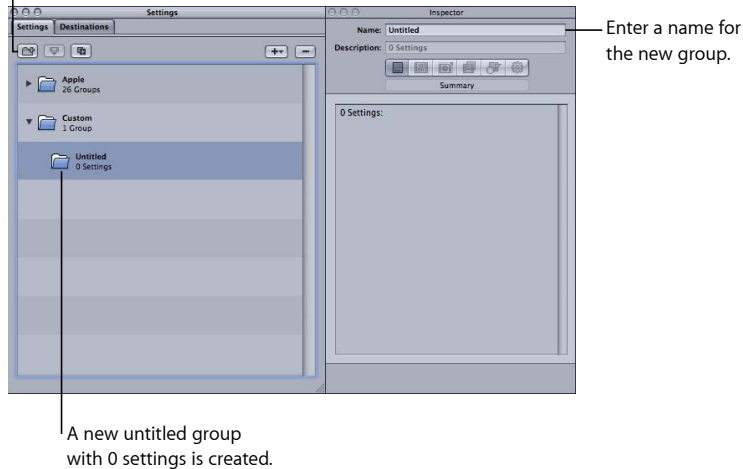 Settings
Settings Destinations
Apple
26 Groups
Custom
1 Group
Untitled
0 Settings
Inspector
Name: Untitled
Description: 0 Settings
Summary
0 Settings:
Enter a name for
the new group.
A new untitled group
with 0 settings is created.